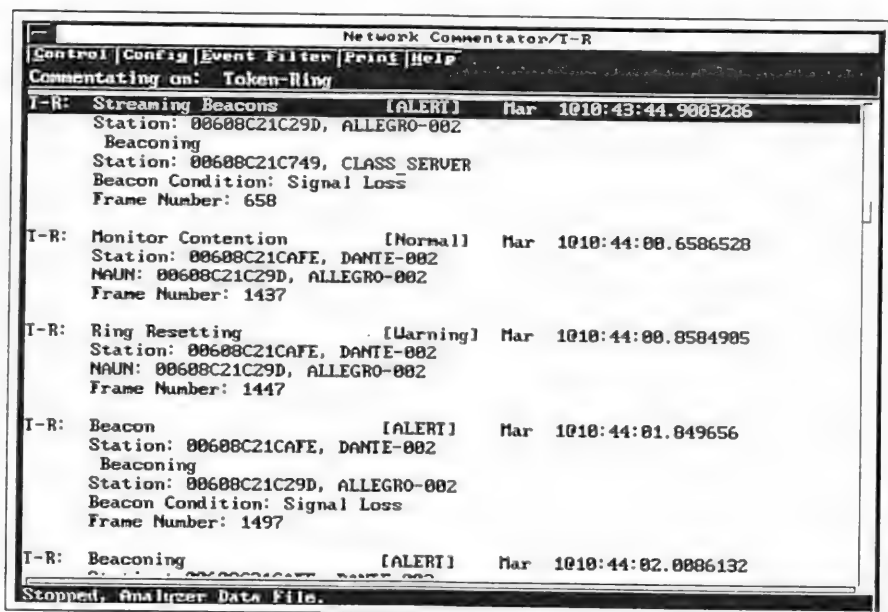 Network Commentator/T-R
Control Config Event Filter Print Help
Commentating on: Token-Ring
T-R: Streaming Beacons [ALERT] Mar 1010:43:44.9003286
Station: 00608C21C29D, ALLEGRO-002
Beaconing
Station: 00608C21C749, CLASS_SERVER
Beacon Condition: Signal Loss
Frame Number: 658
T-R: Monitor Contention [Normal] Mar 1010:44:00.6586528
Station: 00608C21CAFE, DANTE-002
NAUN: 00608C21C29D, ALLEGRO-002
Frame Number: 1437
T-R: Ring Resetting [Warning] Mar 1010:44:00.8584905
Station: 00608C21CAFE, DANTE-002
NAUN: 00608C21C29D, ALLEGRO-002
Frame Number: 1447
T-R: Beacon [ALERT] Mar 1010:44:01.849656
Station: 00608C21CAFE, DANTE-002
Beaconing
Station: 00608C21C29D, ALLEGRO-002
Beacon Condition: Signal Loss
Frame Number: 1497
T-R: Beaconing [ALERT] Mar 1010:44:02.0086132
Stopped, Analyzer Data File.